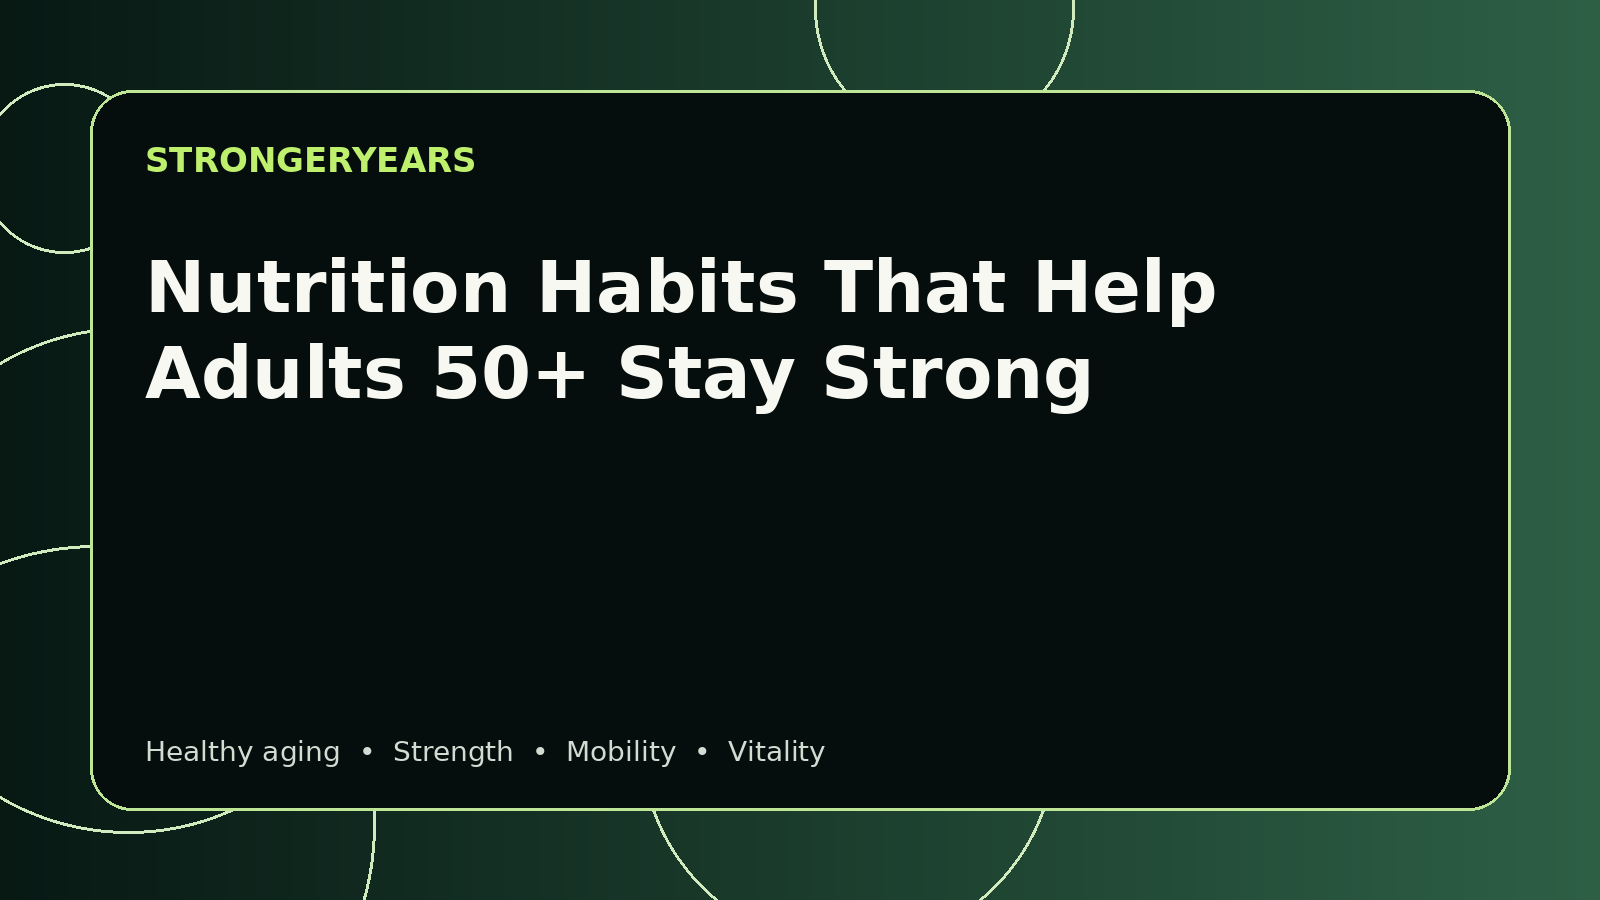 STRONGERYEARS
Nutrition Habits That Help
Adults 50+ Stay Strong
Healthy aging • Strength • Mobility • Vitality